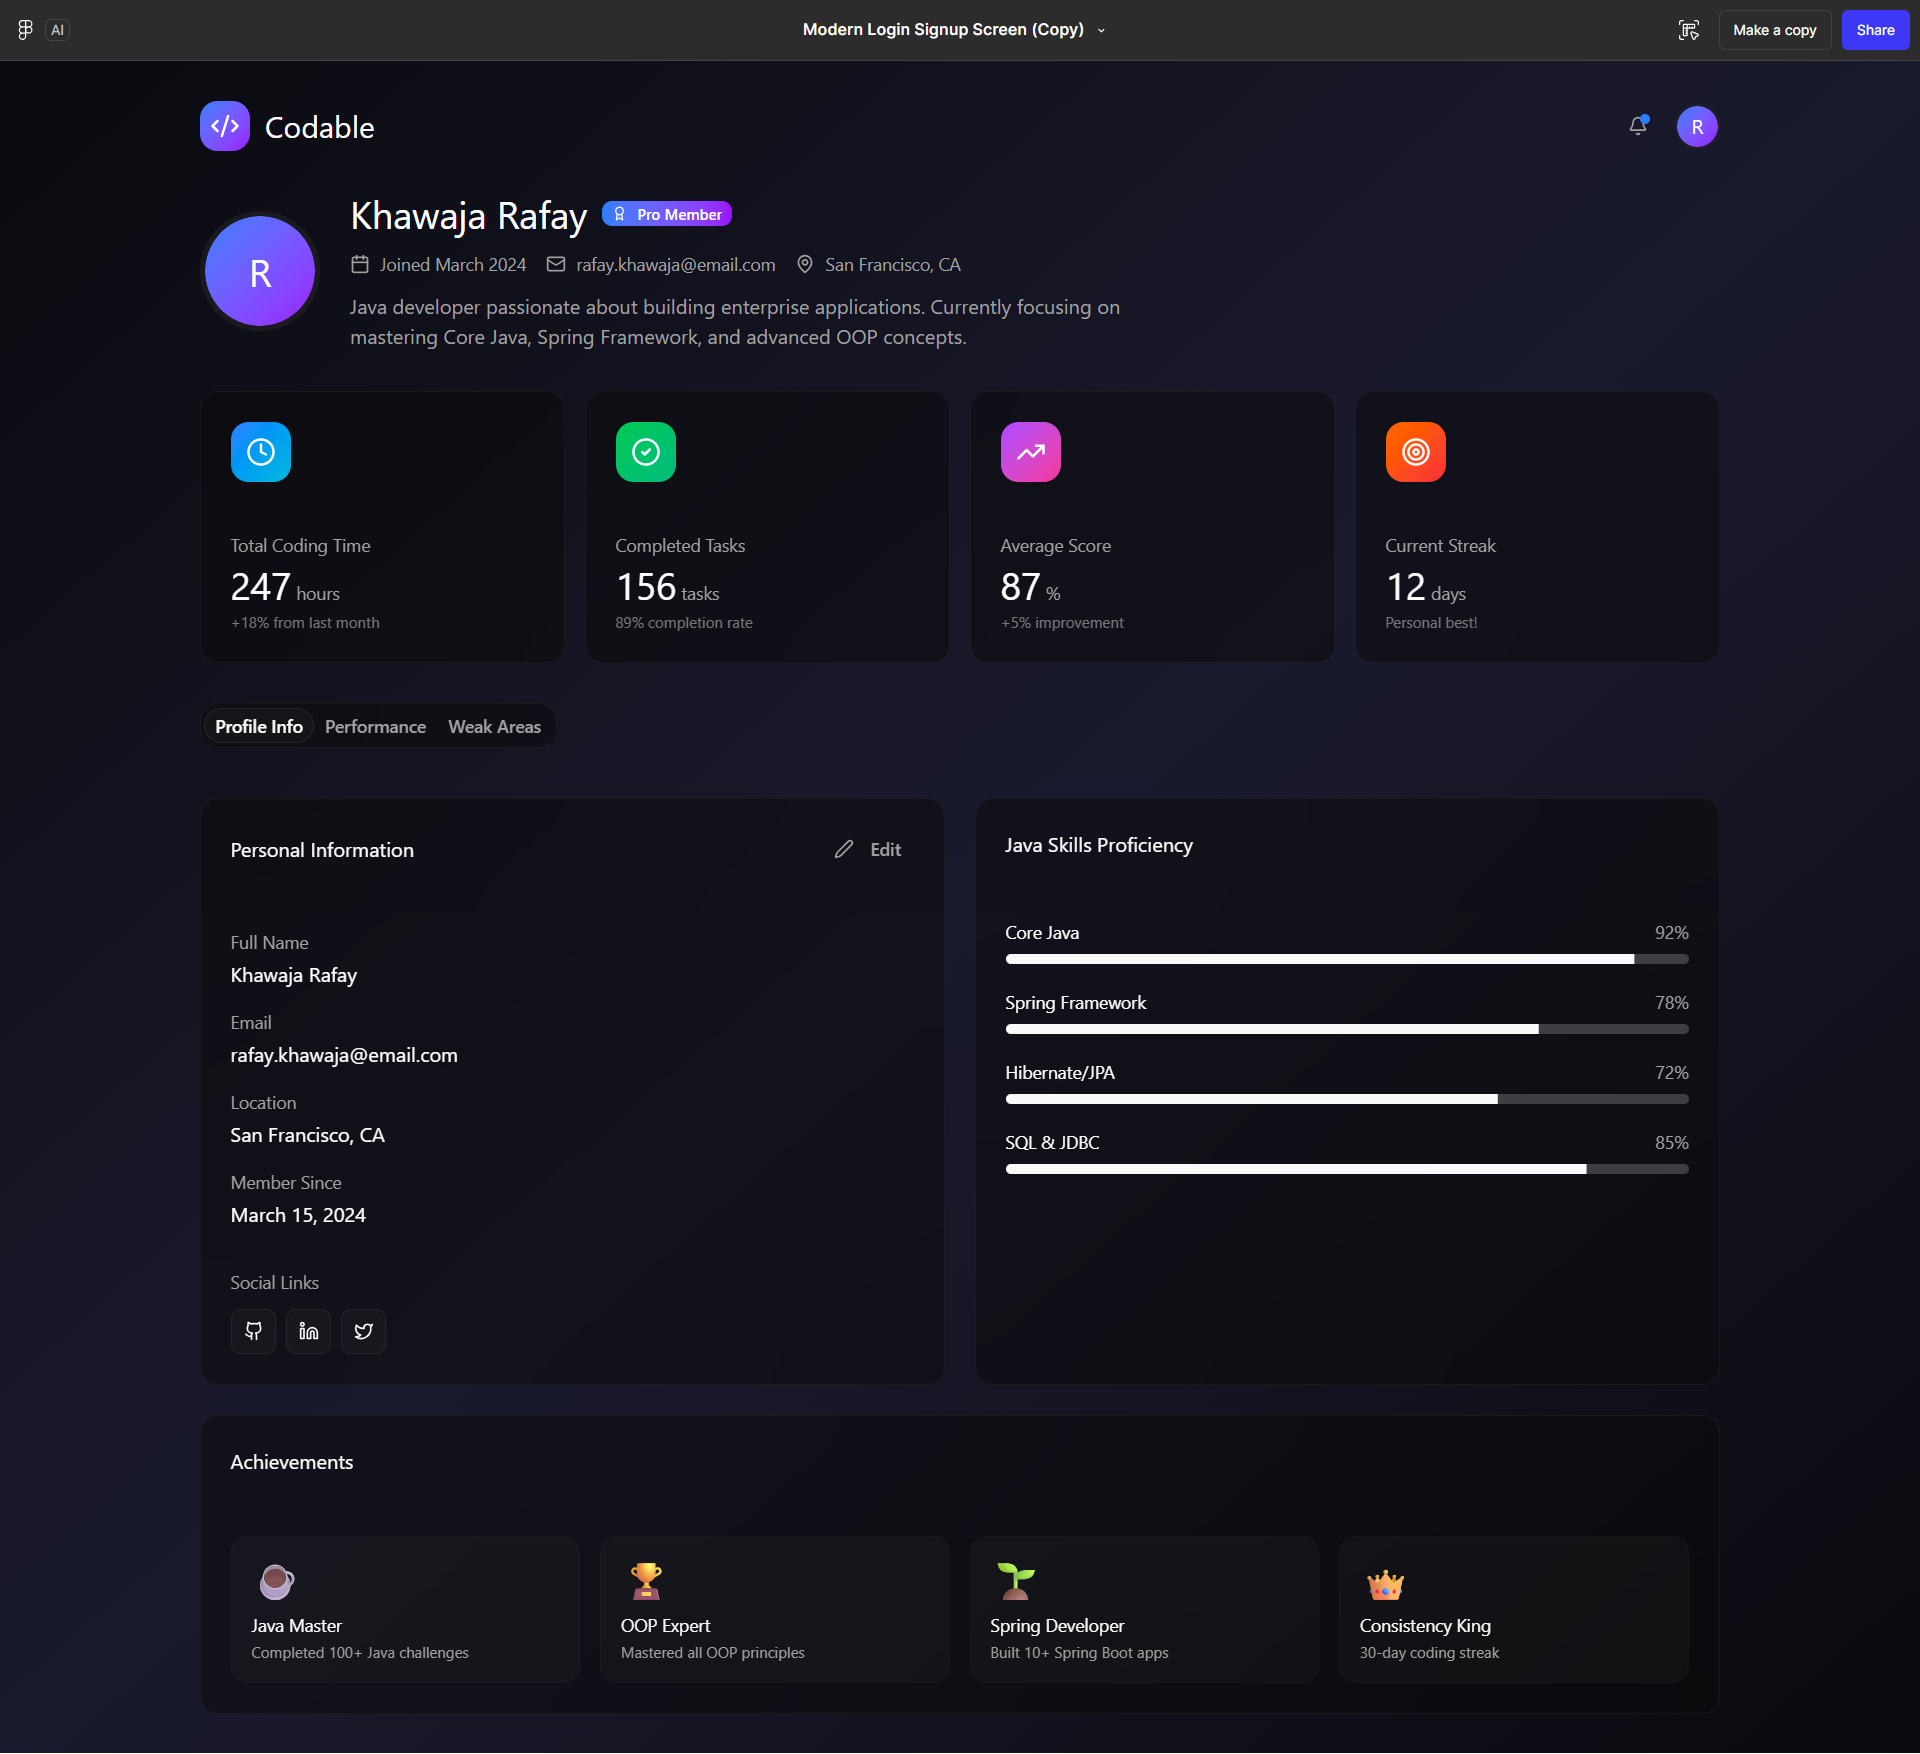 AI
Modern Login Signup Screen (Copy)
Make a copy
Share
Codable
R
R
Khawaja Rafay
Pro Member
Joined March 2024
rafay.khawaja@email.com
San Francisco, CA
Java developer passionate about building enterprise applications. Currently focusing on
mastering Core Java, Spring Framework, and advanced OOP concepts.
Total Coding Time
247 hours
+18% from last month
Completed Tasks
156 tasks
89% completion rate
Average Score
87 %
+5% improvement
Current Streak
12 days
Personal best!
Profile Info
Performance
Weak Areas
Personal Information
Edit
Full Name
Khawaja Rafay
Email
rafay.khawaja@email.com
Location
San Francisco, CA
Member Since
March 15, 2024
Social Links
in
Java Skills Proficiency
Core Java
92%
Spring Framework
78%
Hibernate/JPA
72%
SQL & JDBC
85%
Achievements
Java Master
Completed 100+ Java challenges
OOP Expert
Mastered all OOP principles
Spring Developer
Built 10+ Spring Boot apps
Consistency King
30-day coding streak